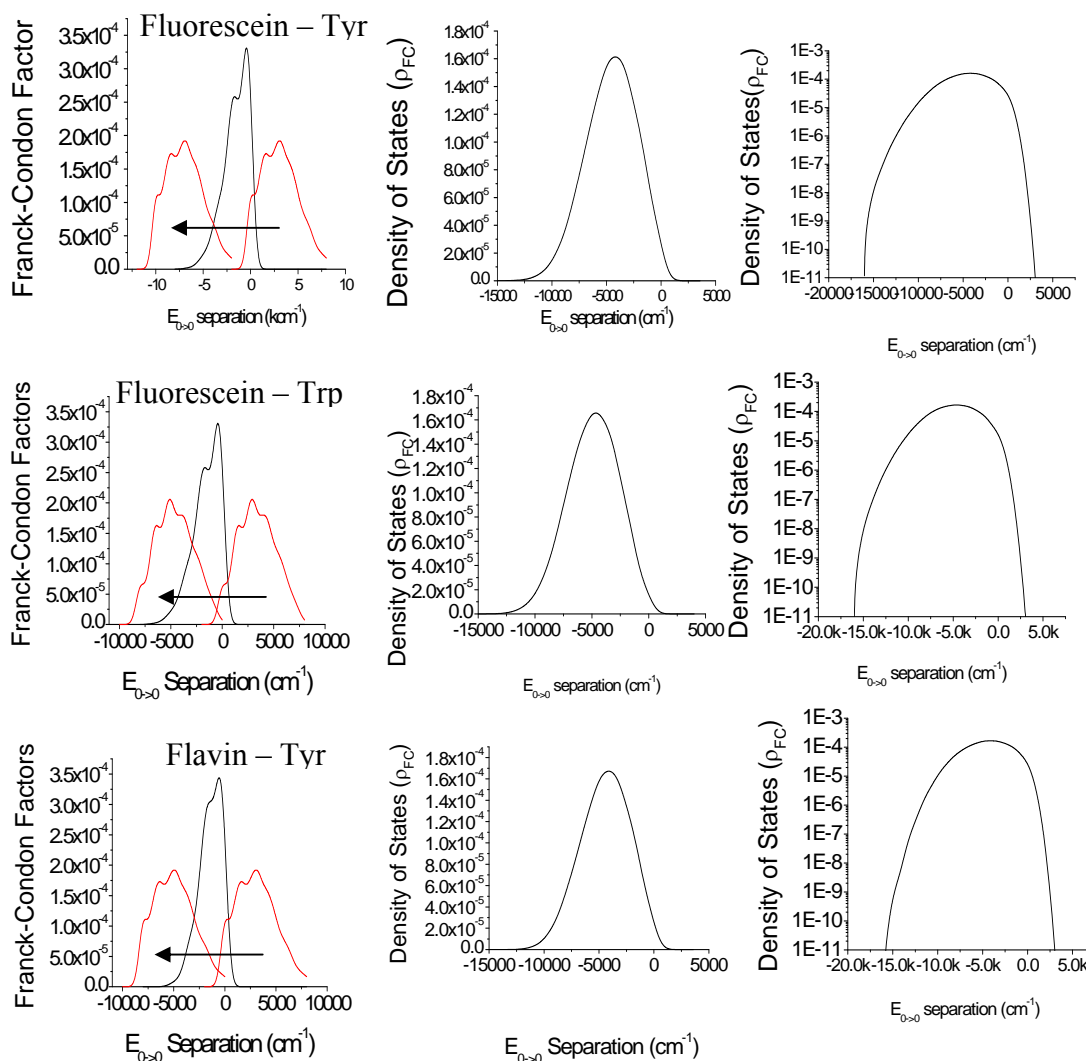 Fluorescein – Tyr
Franck-Condon Factor
3.5x10-4
3.0x10-4
2.5x10-4
2.0x10-4
1.5x10-4
1.0x10-4
5.0x10-5
0.0
-10 -5 0 5 10
E0->0 separation (kcm-1)
Density of States (ρFC)
1.8x10-4
1.6x10-4
1.4x10-4
1.2x10-4
1.0x10-4
8.0x10-5
6.0x10-5
4.0x10-5
2.0x10-5
0.0
-15000 -10000 -5000 0 5000
E0->0 separation (cm-1)
Density of States(ρFC)
1E-3
1E-4
1E-5
1E-6
1E-7
1E-8
1E-9
1E-10
1E-11
-20000 -15000 -10000 -5000 0 5000
E0->0 separation (cm-1)
Fluorescein – Trp
Franck-Condon Factors
3.5x10-4
3.0x10-4
2.5x10-4
2.0x10-4
1.5x10-4
1.0x10-4
5.0x10-5
0.0
-10000 -5000 0 5000 10000
E0->0 Separation (cm-1)
Density of States (ρFC)
1.8x10-4
1.6x10-4
1.4x10-4
1.2x10-4
1.0x10-4
8.0x10-5
6.0x10-5
4.0x10-5
2.0x10-5
0.0
-15000 -10000 -5000 0 5000
E0->0 separation (cm-1)
Density of States (ρFC)
1E-3
1E-4
1E-5
1E-6
1E-7
1E-8
1E-9
1E-10
1E-11
-20.0k -15.0k -10.0k -5.0k 0.0 5.0k
E0->0 separation (cm-1)
Flavin – Tyr
Franck-Condon Factors
3.5x10-4
3.0x10-4
2.5x10-4
2.0x10-4
1.5x10-4
1.0x10-4
5.0x10-5
0.0
-10000 -5000 0 5000 10000
E0->0 Separation (cm-1)
Density of States (ρFC)
1.8x10-4
1.6x10-4
1.4x10-4
1.2x10-4
1.0x10-4
8.0x10-5
6.0x10-5
4.0x10-5
2.0x10-5
0.0
-15000 -10000 -5000 0 5000
E0->0 Separation (cm-1)
Density of States (ρFC)
1E-3
1E-4
1E-5
1E-6
1E-7
1E-8
1E-9
1E-10
1E-11
-20.0k -15.0k -10.0k -5.0k 0.0 5.0k
E0->0 separation (cm-1)